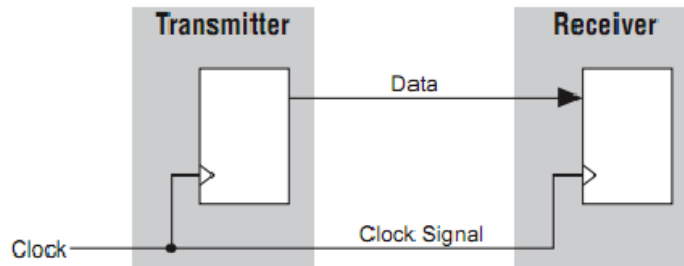 Transmitter
Receiver
Data
Clock
Clock Signal